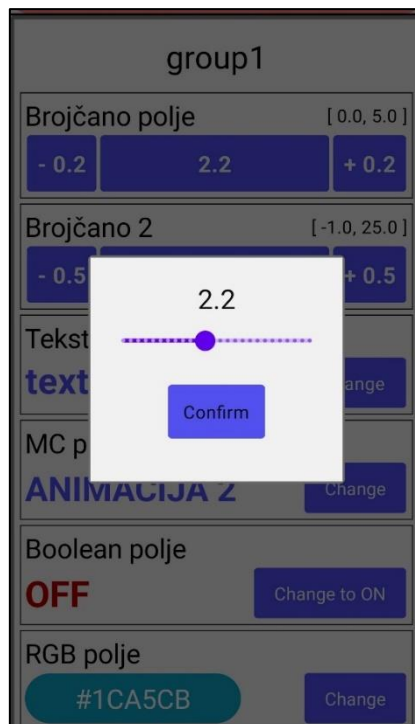 group1
Brojčano polje [ 0.0, 5.0 ]
- 0.2 2.2 + 0.2
Brojčano 2 [ -1.0, 25.0 ]
- 0.5 + 0.5
2.2
Tekst
text ange
Confirm
MC p
ANIMACIJA 2 Change
Boolean polje
OFF Change to ON
RGB polje
#1CA5CB Change